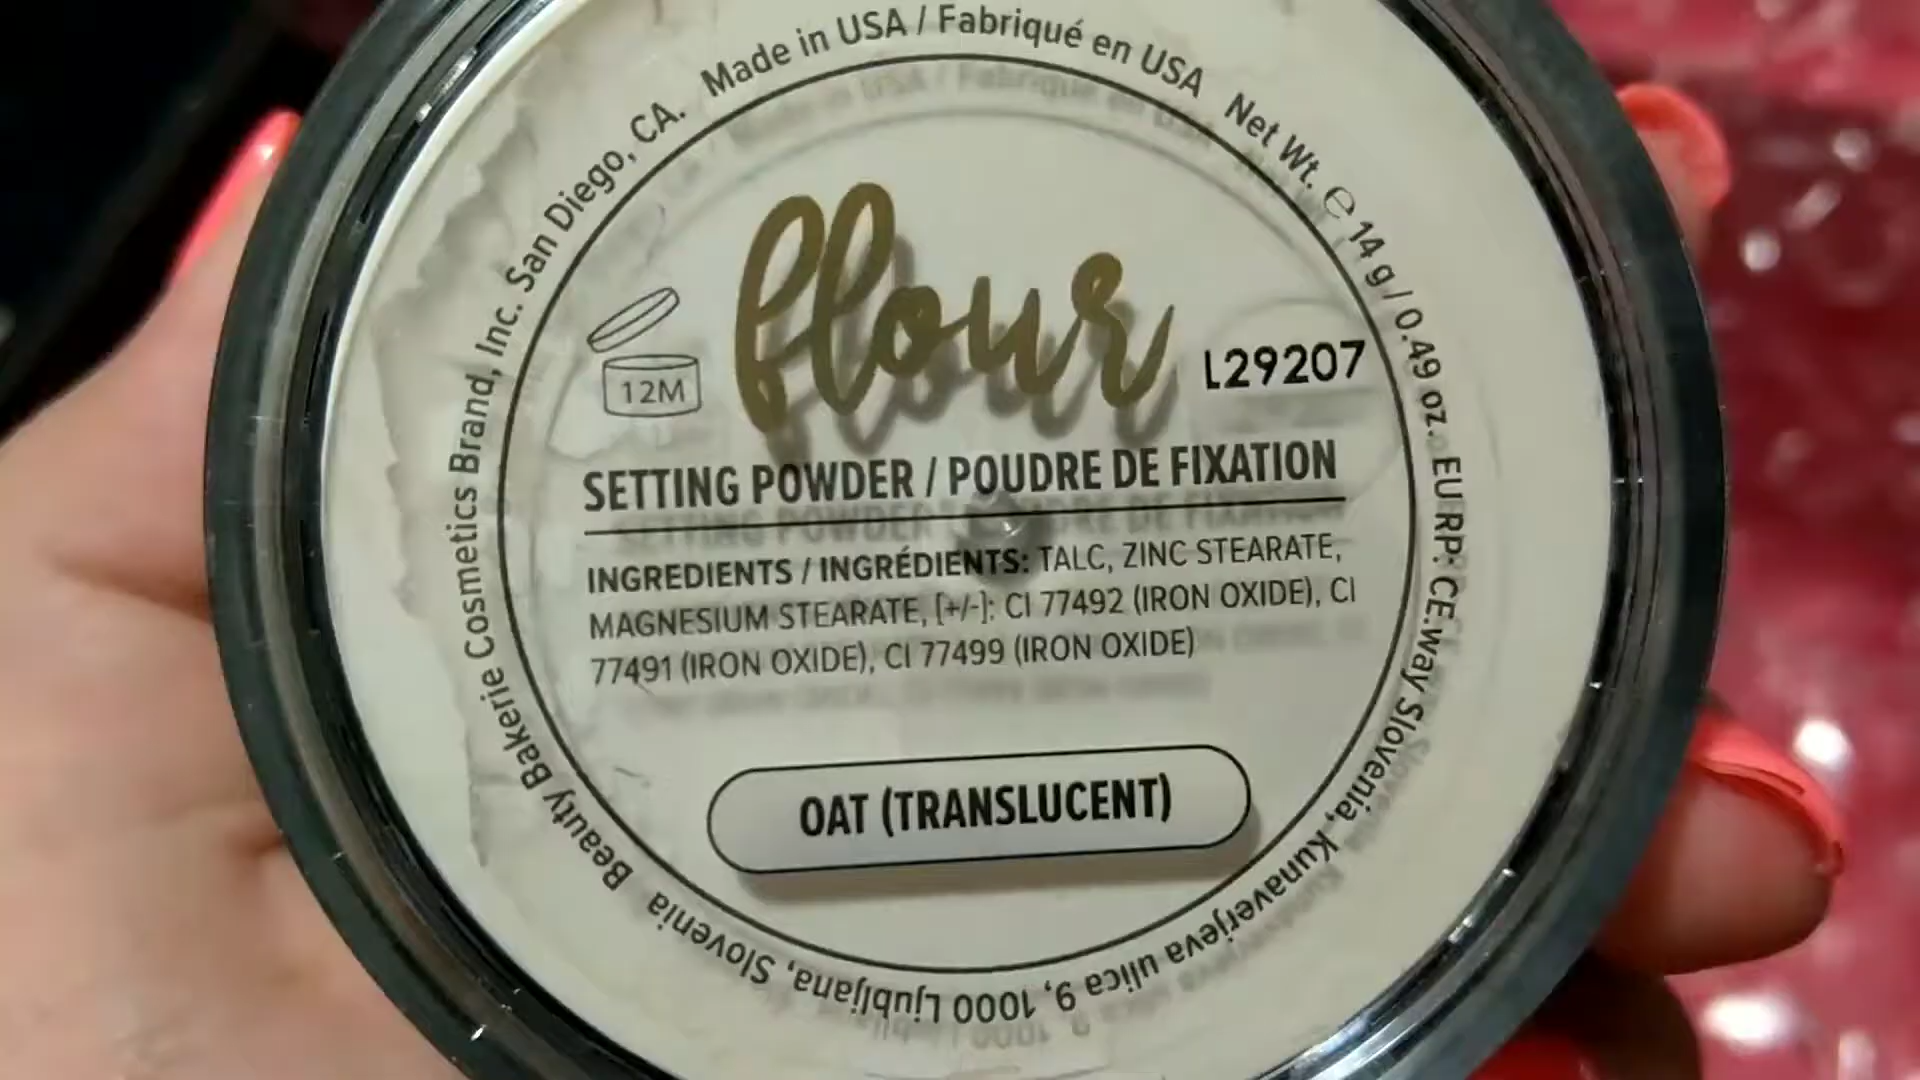 Beauty Bakerie Cosmetics Brand, Inc. San Diego, CA. Made in USA / Fabriqué en USA Net Wt. ℮ 14 g / 0.49 oz. EU RP: CE.way Slovenia, Kunaverjeva ulica 9, 1000 Ljubljana, Slovenia
flour
12M
L29207
SETTING POWDER / POUDRE DE FIXATION
INGREDIENTS / INGRÉDIENTS: TALC, ZINC STEARATE,
MAGNESIUM STEARATE, [+/-]: CI 77492 (IRON OXIDE), CI
77491 (IRON OXIDE), CI 77499 (IRON OXIDE)
OAT (TRANSLUCENT)